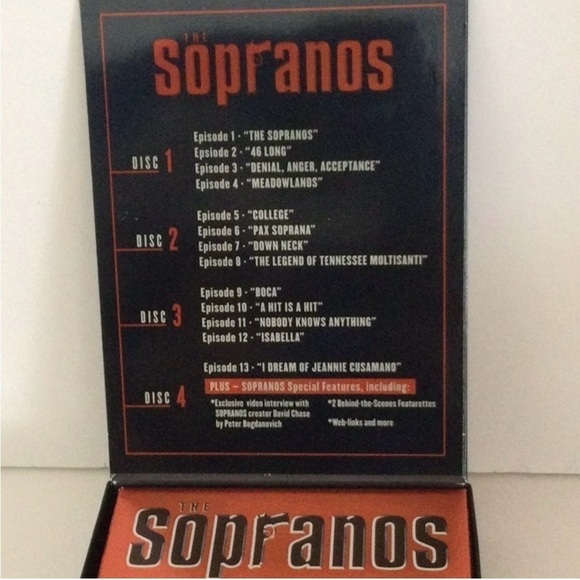 THE
Sopranos
DISC 1
Episode 1 - "THE SOPRANOS"
Epsiode 2 - "46 LONG"
Episode 3 - "DENIAL, ANGER, ACCEPTANCE"
Episode 4 - "MEADOWLANDS"
DISC 2
Episode 5 - "COLLEGE"
Episode 6 - "PAX SOPRANA"
Episode 7 - "DOWN NECK"
Episode 8 - "THE LEGEND OF TENNESSEE MOLTISANTI"
DISC 3
Episode 9 - "BOCA"
Episode 10 - "A HIT IS A HIT"
Episode 11 - "NOBODY KNOWS ANYTHING"
Episode 12 - "ISABELLA"
DISC 4
Episode 13 - "I DREAM OF JEANNIE CUSAMANO"
PLUS – SOPRANOS Special Features, including:
*Exclusive video interview with
SOPRANOS creator David Chase
by Peter Bogdanovich
*2 Behind-the-Scenes Featurettes
*Web-links and more
THE
Sopranos